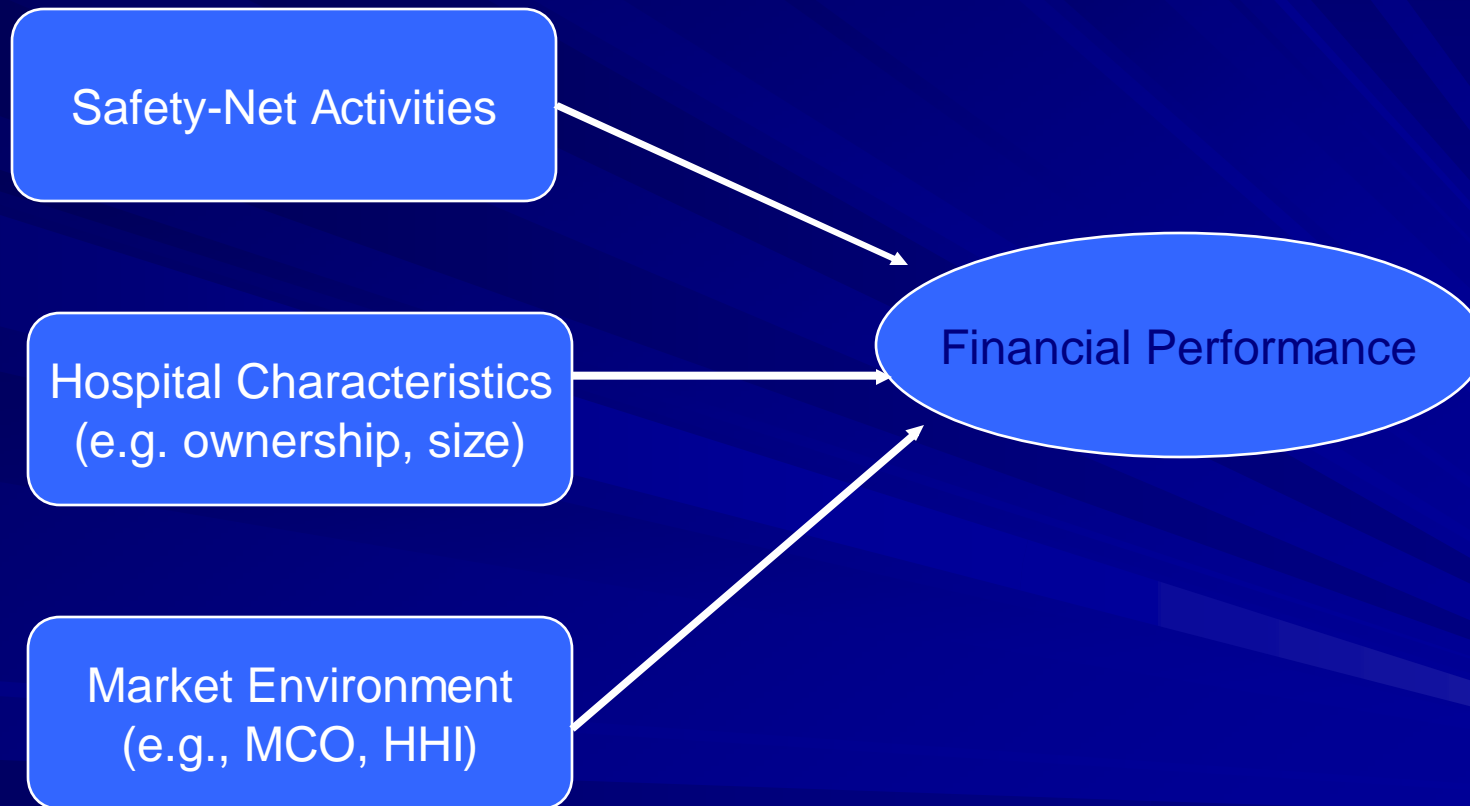 Safety-Net Activities
Hospital Characteristics
(e.g. ownership, size)
Financial Performance
Market Environment
(e.g., MCO, HHI)